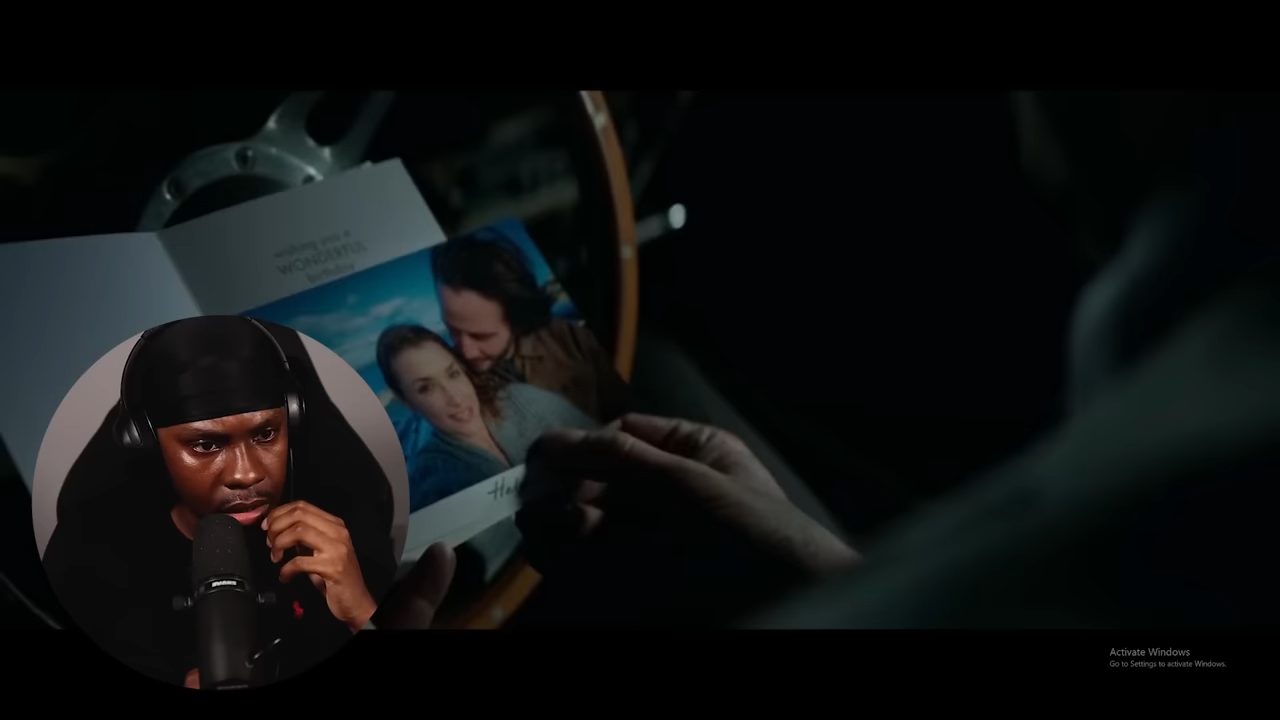 wishing you a
WONDERFUL
birthday
Activate Windows
Go to Settings to activate Windows.